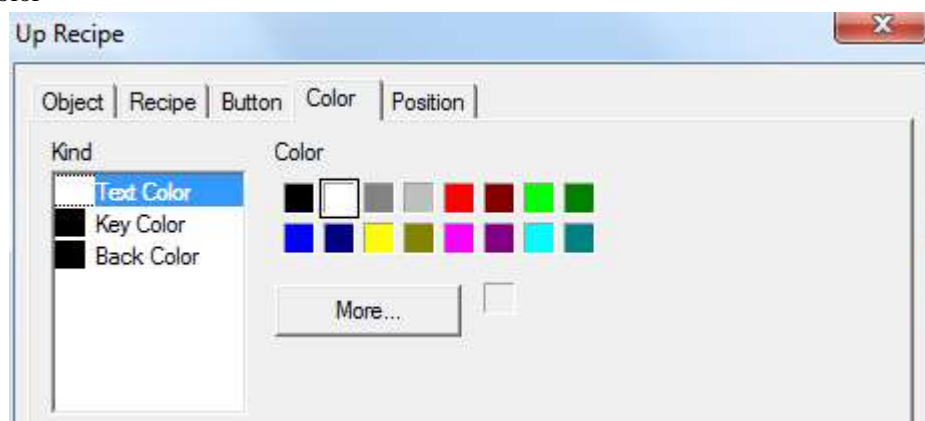 Up Recipe
Object Recipe Button Color Position
Kind Color
Text Color
Key Color
Back Color
More...